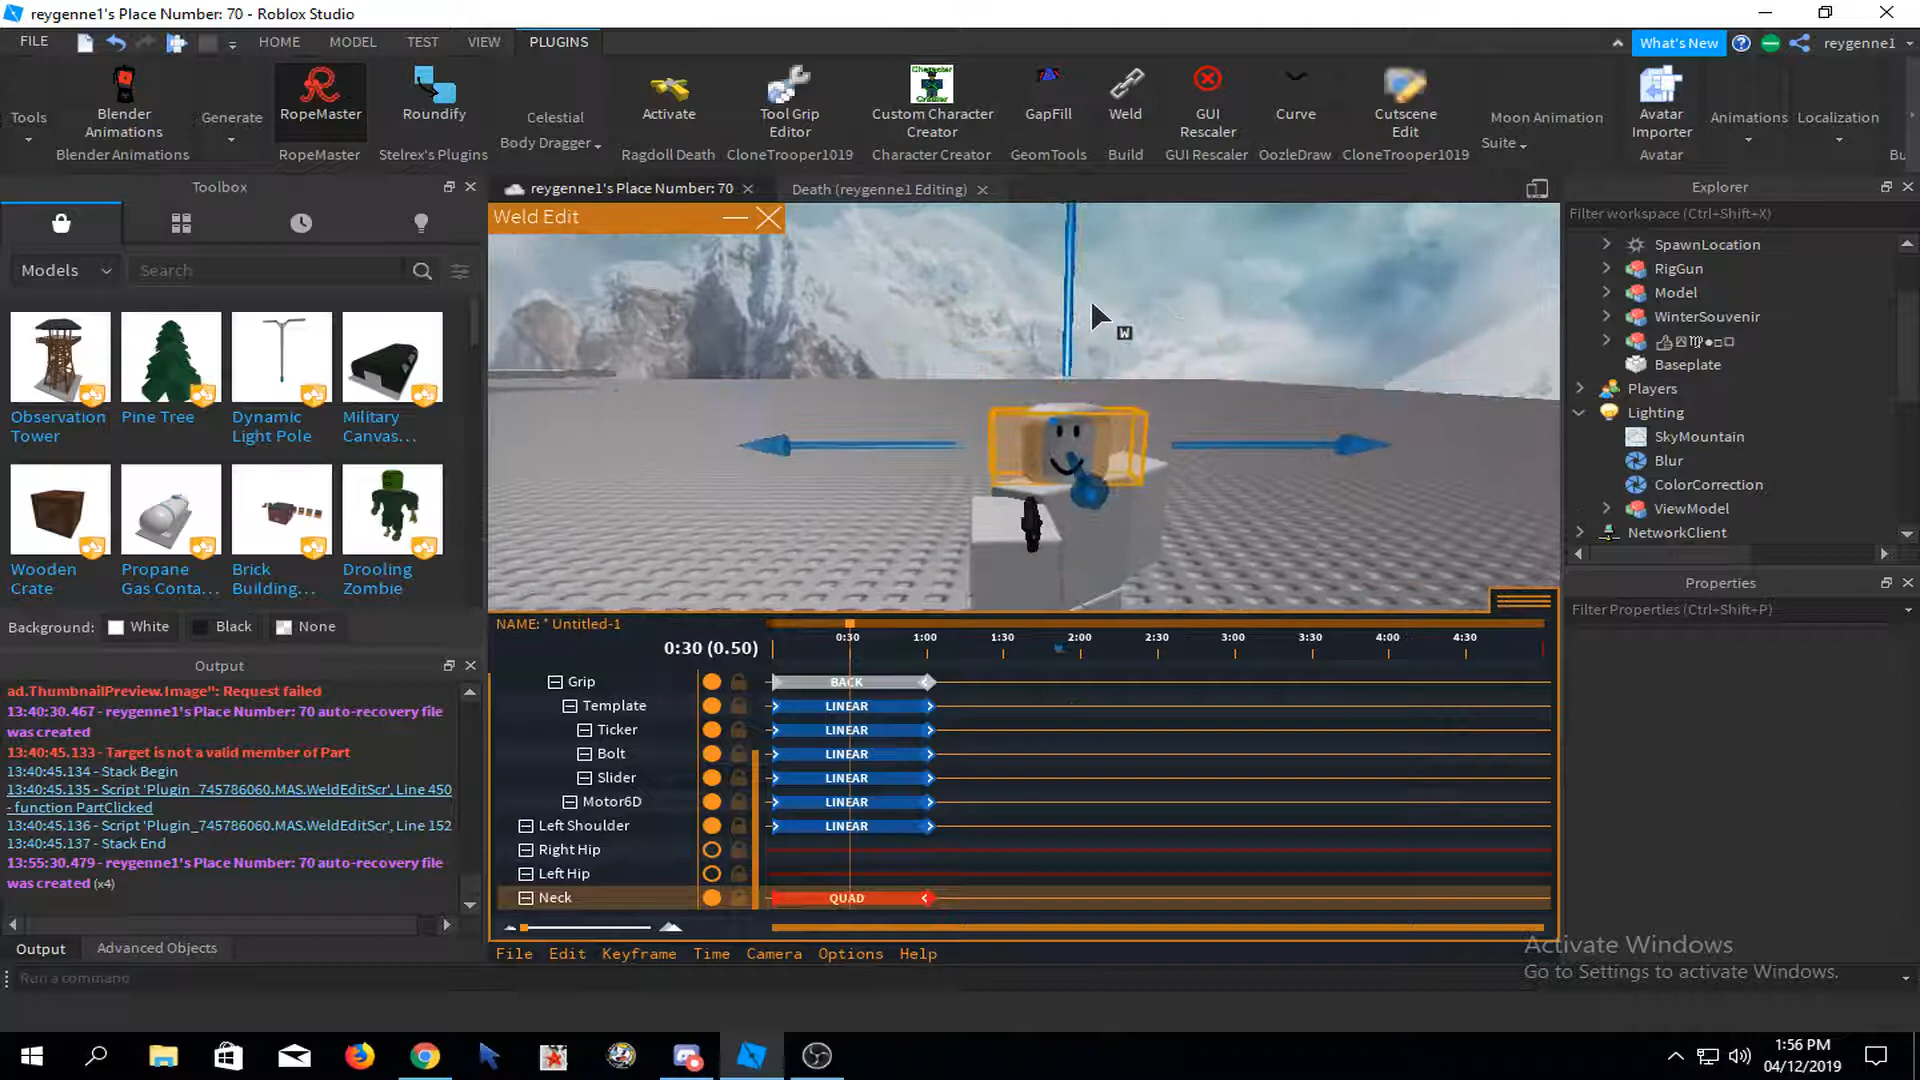 reygenne1's Place Number: 70 - Roblox Studio
FILE
HOME
MODEL
TEST
VIEW
PLUGINS
What's New
reygenne1
Tools
Blender
Animations
Generate
RopeMaster
Roundify
Celestial
Body Dragger
Activate
Tool Grip
Editor
Custom Character
Creator
GapFill
Weld
GUI
Rescaler
Curve
Cutscene
Edit
Moon Animation
Suite
Avatar
Importer
Animations
Localization
Blender Animations
RopeMaster
Stelrex's Plugins
Ragdoll Death
CloneTrooper1019
Character Creator
GeomTools
Build
GUI Rescaler
OozleDraw
CloneTrooper1019
Avatar
Toolbox
reygenne1's Place Number: 70
Death (reygenne1 Editing)
Explorer
Weld Edit
Filter workspace (Ctrl+Shift+X)
Models
Search
Observation
Tower
Pine Tree
Dynamic
Light Pole
Military
Canvas...
Wooden
Crate
Propane
Gas Conta...
Brick
Building...
Drooling
Zombie
Background:
White
Black
None
W
SpawnLocation
RigGun
Model
WinterSouvenir
Baseplate
Players
Lighting
SkyMountain
Blur
ColorCorrection
ViewModel
NetworkClient
Properties
Filter Properties (Ctrl+Shift+P)
Output
ad.ThumbnailPreview.Image": Request failed
13:40:30.467 - reygenne1's Place Number: 70 auto-recovery file
was created
13:40:45.133 - Target is not a valid member of Part
13:40:45.134 - Stack Begin
13:40:45.135 - Script 'Plugin_745786060.MAS.WeldEditScr', Line 450
- function PartClicked
13:40:45.136 - Script 'Plugin_745786060.MAS.WeldEditScr', Line 152
13:40:45.137 - Stack End
13:55:30.479 - reygenne1's Place Number: 70 auto-recovery file
was created (x4)
Output
Advanced Objects
Run a command
NAME: * Untitled-1
0:30 (0.50)
0:30
1:00
1:30
2:00
2:30
3:00
3:30
4:00
4:30
Grip
BACK
Template
LINEAR
Ticker
LINEAR
Bolt
LINEAR
Slider
LINEAR
Motor6D
LINEAR
Left Shoulder
LINEAR
Right Hip
Left Hip
Neck
QUAD
File
Edit
Keyframe
Time
Camera
Options
Help
Activate Windows
Go to Settings to activate Windows.
1:56 PM
04/12/2019